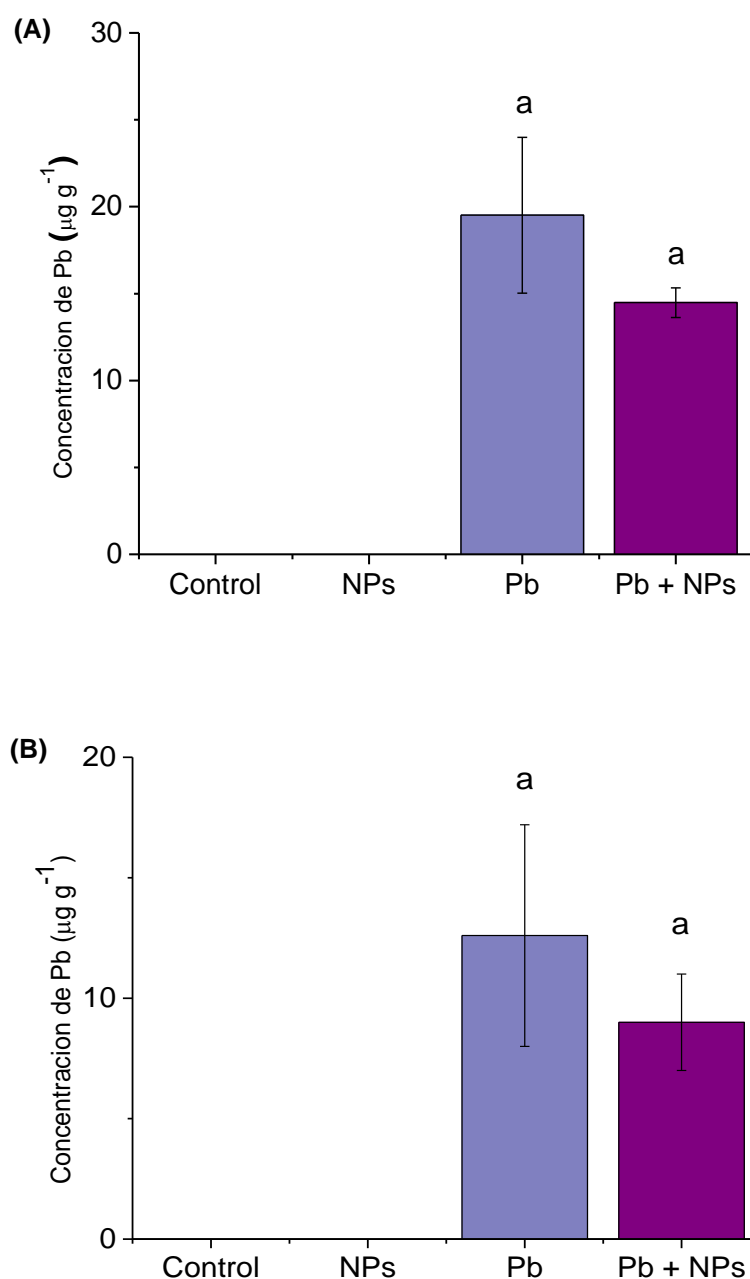 (A)
30
20
10
0
Concentracion de Pb (µg g⁻¹)
a
a
Control NPs Pb Pb + NPs
(B)
20
10
0
Concentracion de Pb (µg g⁻¹)
a
a
Control NPs Pb Pb + NPs